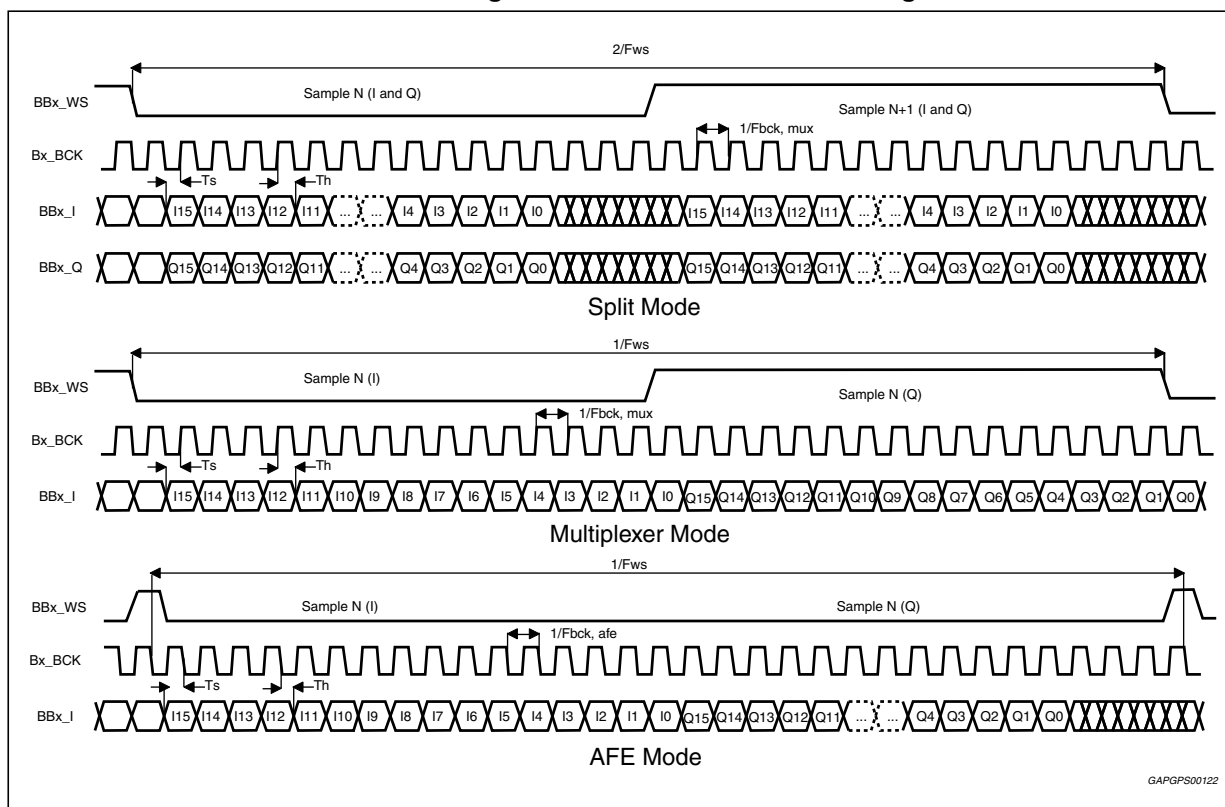 2/Fws
BBx_WS
Sample N (I and Q)
Sample N+1 (I and Q)
1/Fbck, mux
Bx_BCK
Ts
Th
BBx_I
I15 I14 I13 I12 I11 ... ... I4 I3 I2 I1 I0 I15 I14 I13 I12 I11 ... ... I4 I3 I2 I1 I0
BBx_Q
Q15 Q14 Q13 Q12 Q11 ... ... Q4 Q3 Q2 Q1 Q0 Q15 Q14 Q13 Q12 Q11 ... ... Q4 Q3 Q2 Q1 Q0
Split Mode
1/Fws
BBx_WS
Sample N (I)
Sample N (Q)
1/Fbck, mux
Bx_BCK
Ts
Th
BBx_I
I15 I14 I13 I12 I11 I10 I9 I8 I7 I6 I5 I4 I3 I2 I1 I0 Q15 Q14 Q13 Q12 Q11 Q10 Q9 Q8 Q7 Q6 Q5 Q4 Q3 Q2 Q1 Q0
Multiplexer Mode
1/Fws
BBx_WS
Sample N (I)
Sample N (Q)
1/Fbck, afe
Bx_BCK
Ts
Th
BBx_I
I15 I14 I13 I12 I11 I10 I9 I8 I7 I6 I5 I4 I3 I2 I1 I0 Q15 Q14 Q13 Q12 Q11 ... ... Q4 Q3 Q2 Q1 Q0
AFE Mode
GAPGPS00122